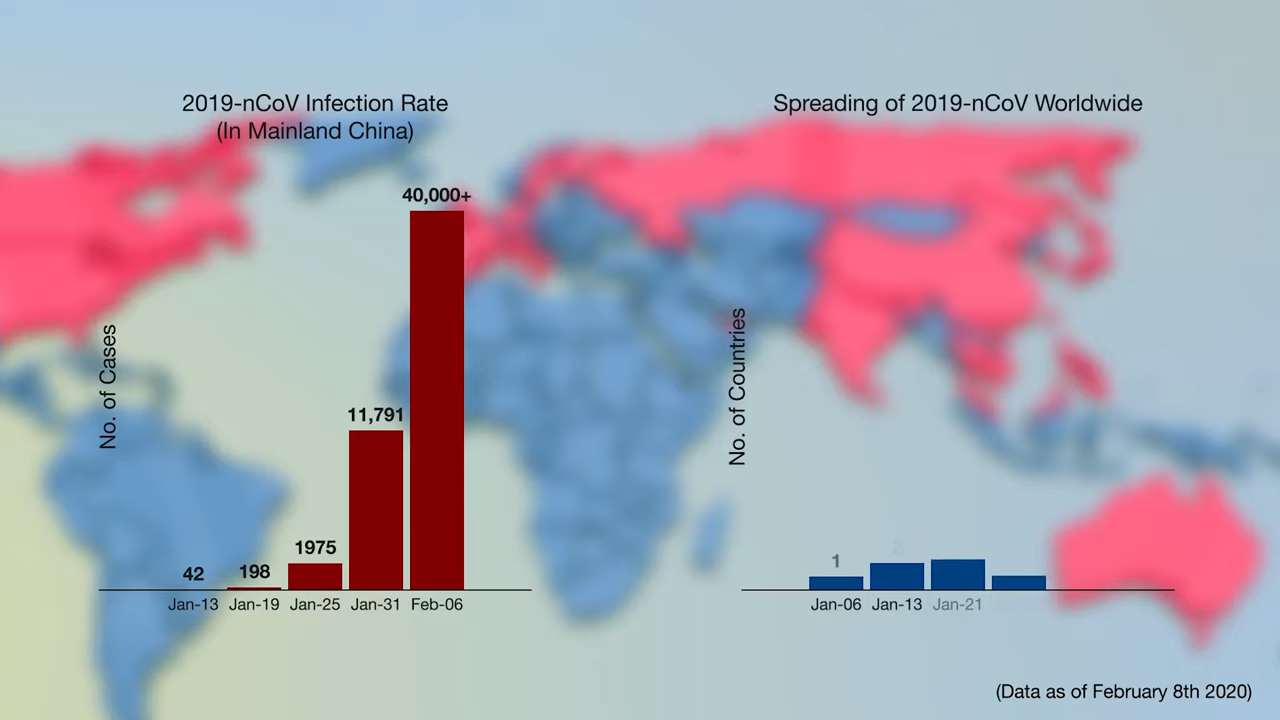 2019-nCoV Infection Rate
(In Mainland China)
No. of Cases
40,000+
11,791
1975
198
42
Jan-13 Jan-19 Jan-25 Jan-31 Feb-06
Spreading of 2019-nCoV Worldwide
No. of Countries
1
Jan-06 Jan-13 Jan-21
(Data as of February 8th 2020)